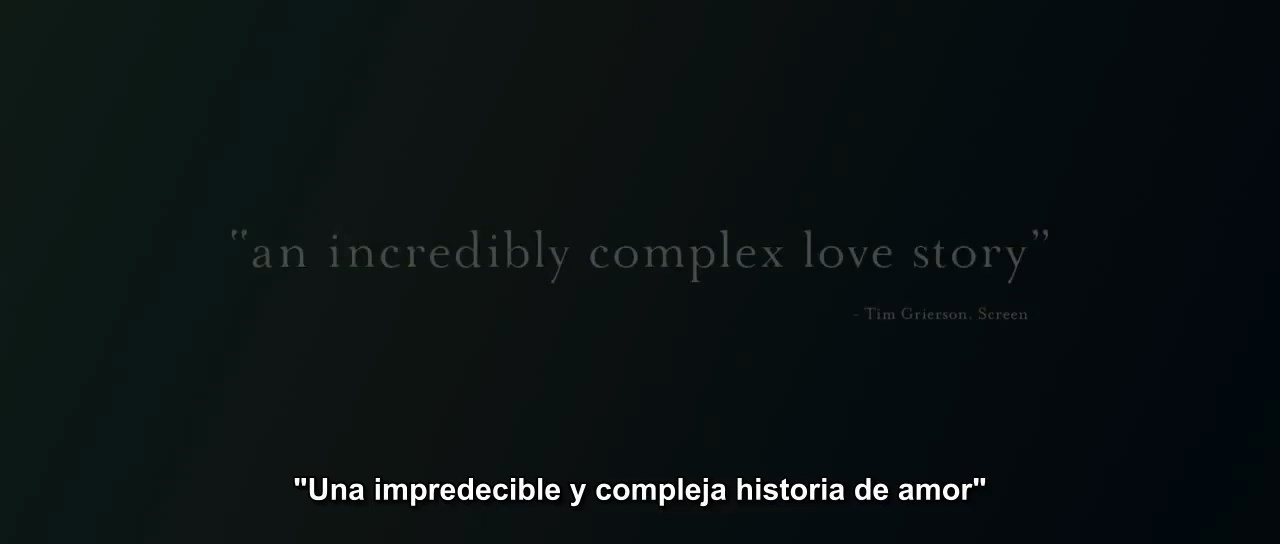 “an incredibly complex love story”
- Tim Grierson, Screen
"Una impredecible y compleja historia de amor"